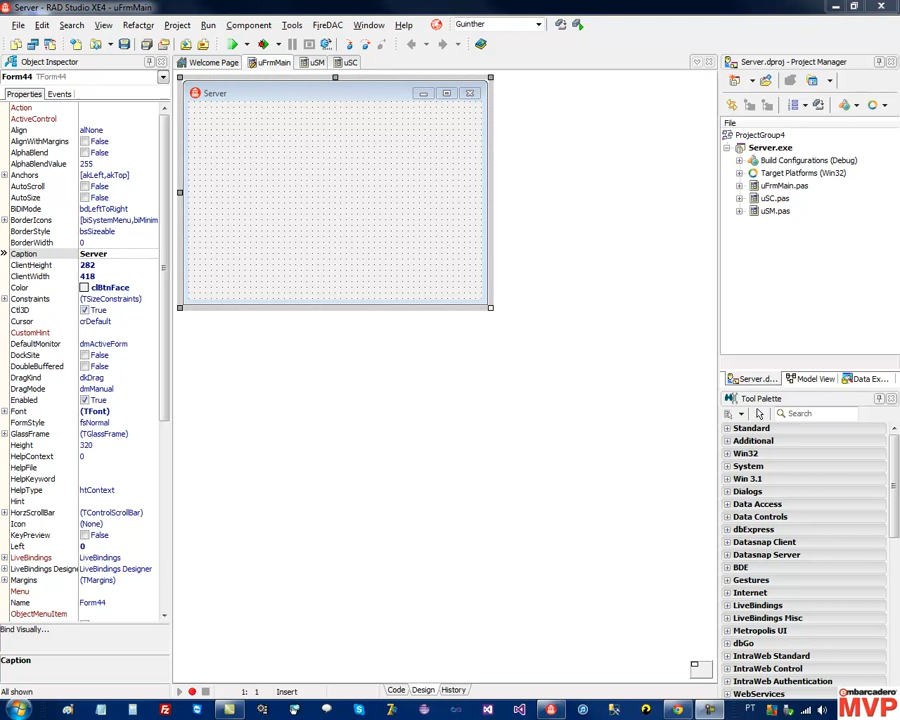 Server - RAD Studio XE4 - uFrmMain
File Edit Search View Refactor Project Run Component Tools FireDAC Window Help Gunther
Object Inspector
Form44 TForm44
Properties Events
Action
ActiveControl
Align alNone
AlignWithMargins False
AlphaBlend False
AlphaBlendValue 255
Anchors [akLeft,akTop]
AutoScroll False
AutoSize False
BiDiMode bdLeftToRight
BorderIcons [biSystemMenu,biMinim
BorderStyle bsSizeable
BorderWidth 0
Caption Server
ClientHeight 282
ClientWidth 418
Color clBtnFace
Constraints (TSizeConstraints)
Ctl3D True
Cursor crDefault
CustomHint
DefaultMonitor dmActiveForm
DockSite False
DoubleBuffered False
DragKind dkDrag
DragMode dmManual
Enabled True
Font (TFont)
FormStyle fsNormal
GlassFrame (TGlassFrame)
Height 320
HelpContext 0
HelpFile
HelpKeyword
HelpType htContext
Hint
HorzScrollBar (TControlScrollBar)
Icon (None)
KeyPreview False
Left 0
LiveBindings LiveBindings
LiveBindings Design LiveBindings Designer
Margins (TMargins)
Menu
Name Form44
ObjectMenuItem
Bind Visually...
Caption
All shown
Welcome Page uFrmMain uSM uSC
Server
1: 1 Insert Code Design History
Server.dproj - Project Manager
File
ProjectGroup4
Server.exe
Build Configurations (Debug)
Target Platforms (Win32)
uFrmMain.pas
uSC.pas
uSM.pas
Server.d... Model View Data Ex...
Tool Palette
Search
Standard
Additional
Win32
System
Win 3.1
Dialogs
Data Access
Data Controls
dbExpress
Datasnap Client
Datasnap Server
BDE
Gestures
Internet
LiveBindings
LiveBindings Misc
Metropolis UI
dbGo
IntraWeb Standard
IntraWeb Control
IntraWeb Authentication
WebServices
embarcadero
MVP
PT